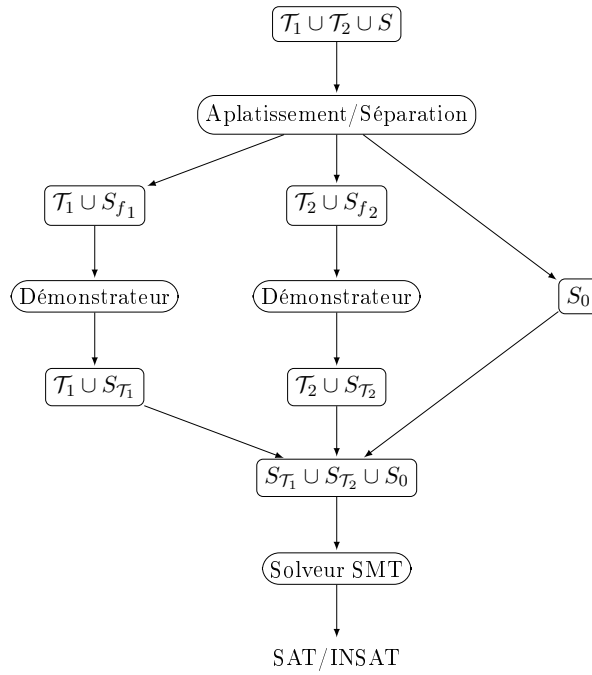 𝒯₁ ∪ 𝒯₂ ∪ S
Aplatissement/Séparation
𝒯₁ ∪ S_{f₁}
𝒯₂ ∪ S_{f₂}
Démonstrateur
Démonstrateur
S₀
𝒯₁ ∪ S_{𝒯₁}
𝒯₂ ∪ S_{𝒯₂}
S_{𝒯₁} ∪ S_{𝒯₂} ∪ S₀
Solveur SMT
SAT/INSAT